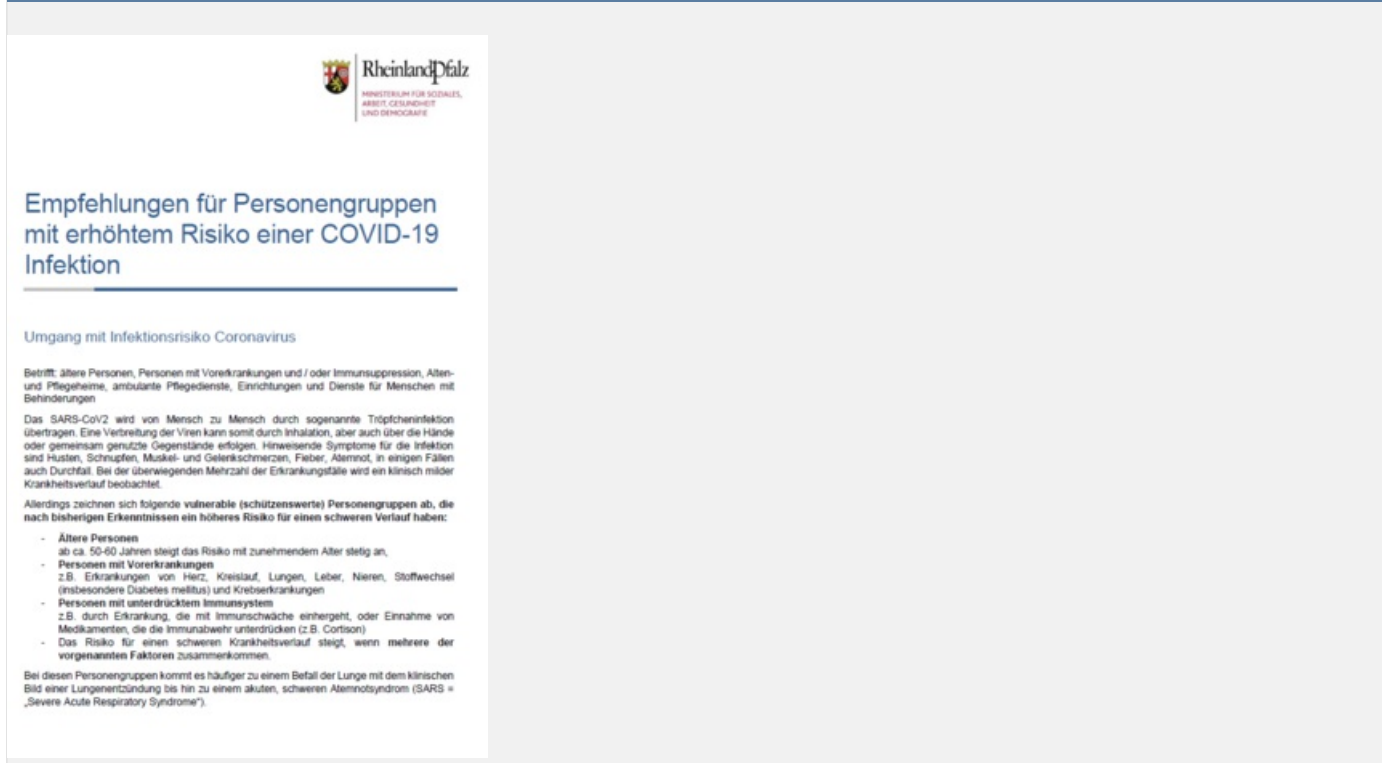 RheinlandPfalz
MINISTERIUM FÜR SOZIALES,
ARBEIT, GESUNDHEIT
UND DEMOGRAFIE
Empfehlungen für Personengruppen
mit erhöhtem Risiko einer COVID-19
Infektion
Umgang mit Infektionsrisiko Coronavirus
Betrifft: ältere Personen, Personen mit Vorerkrankungen und / oder Immunsuppression, Alten-
und Pflegeheime, ambulante Pflegedienste, Einrichtungen und Dienste für Menschen mit
Behinderungen
Das SARS-CoV2 wird von Mensch zu Mensch durch sogenannte Tröpfcheninfektion
übertragen. Eine Verbreitung der Viren kann somit durch Inhalation, aber auch über die Hände
oder gemeinsam genutzte Gegenstände erfolgen. Hinweisende Symptome für die Infektion
sind Husten, Schnupfen, Muskel- und Gelenkschmerzen, Fieber, Atemnot, in einigen Fällen
auch Durchfall. Bei der überwiegenden Mehrzahl der Erkrankungsfälle wird ein klinisch milder
Krankheitsverlauf beobachtet.
Allerdings zeichnen sich folgende vulnerable (schützenswerte) Personengruppen ab, die
nach bisherigen Erkenntnissen ein höheres Risiko für einen schweren Verlauf haben:
- Ältere Personen
ab ca. 50-60 Jahren steigt das Risiko mit zunehmendem Alter stetig an,
- Personen mit Vorerkrankungen
z.B. Erkrankungen von Herz, Kreislauf, Lungen, Leber, Nieren, Stoffwechsel
(insbesondere Diabetes mellitus) und Krebserkrankungen
- Personen mit unterdrücktem Immunsystem
z.B. durch Erkrankung, die mit Immunschwäche einhergeht, oder Einnahme von
Medikamenten, die die Immunabwehr unterdrücken (z.B. Cortison)
- Das Risiko für einen schweren Krankheitsverlauf steigt, wenn mehrere der
vorgenannten Faktoren zusammenkommen.
Bei diesen Personengruppen kommt es häufiger zu einem Befall der Lunge mit dem klinischen
Bild einer Lungenentzündung bis hin zu einem akuten, schweren Atemnotsyndrom (SARS =
„Severe Acute Respiratory Syndrome“).